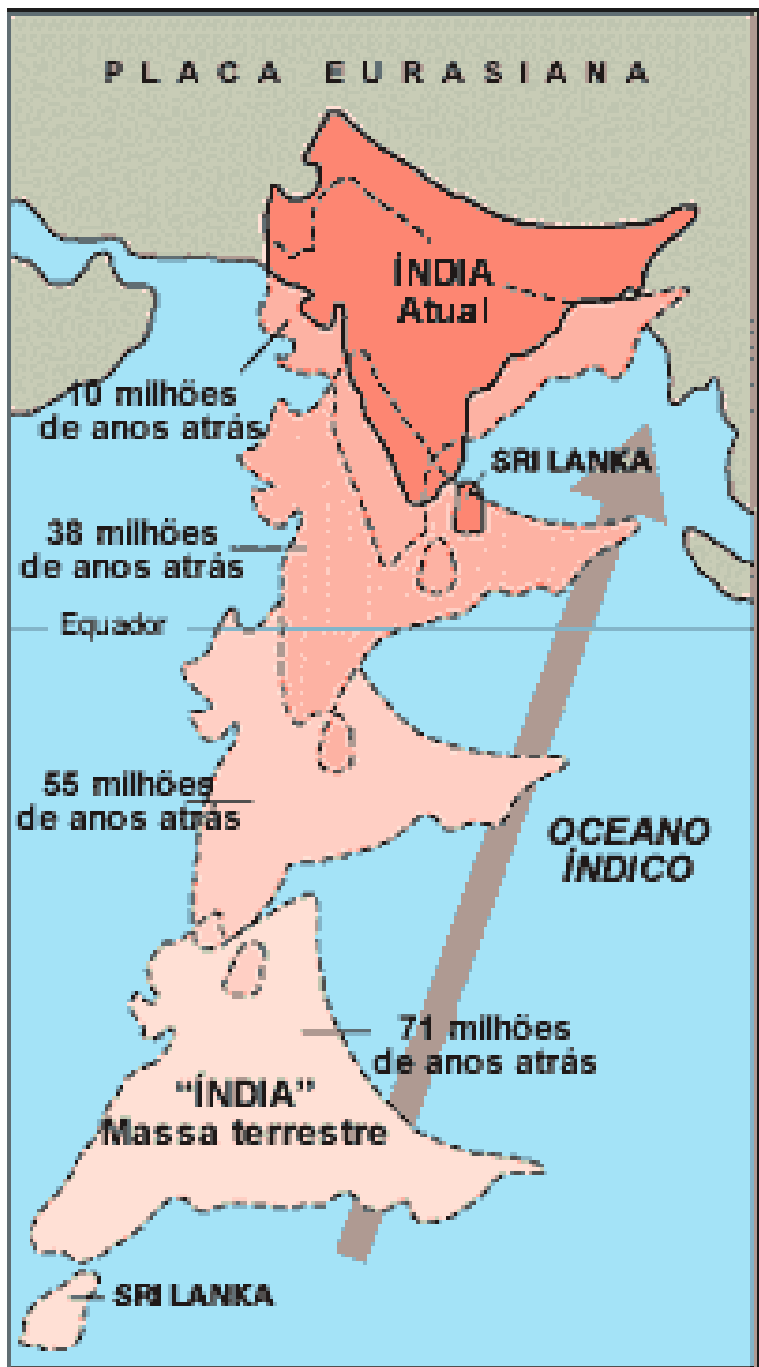 PLACA EURASIANA
ÍNDIA
Atual
10 milhões
de anos atrás
SRI LANKA
38 milhões
de anos atrás
Equador
55 milhões
de anos atrás
OCEANO
ÍNDICO
71 milhões
de anos atrás
“ÍNDIA”
Massa terrestre
SRI LANKA